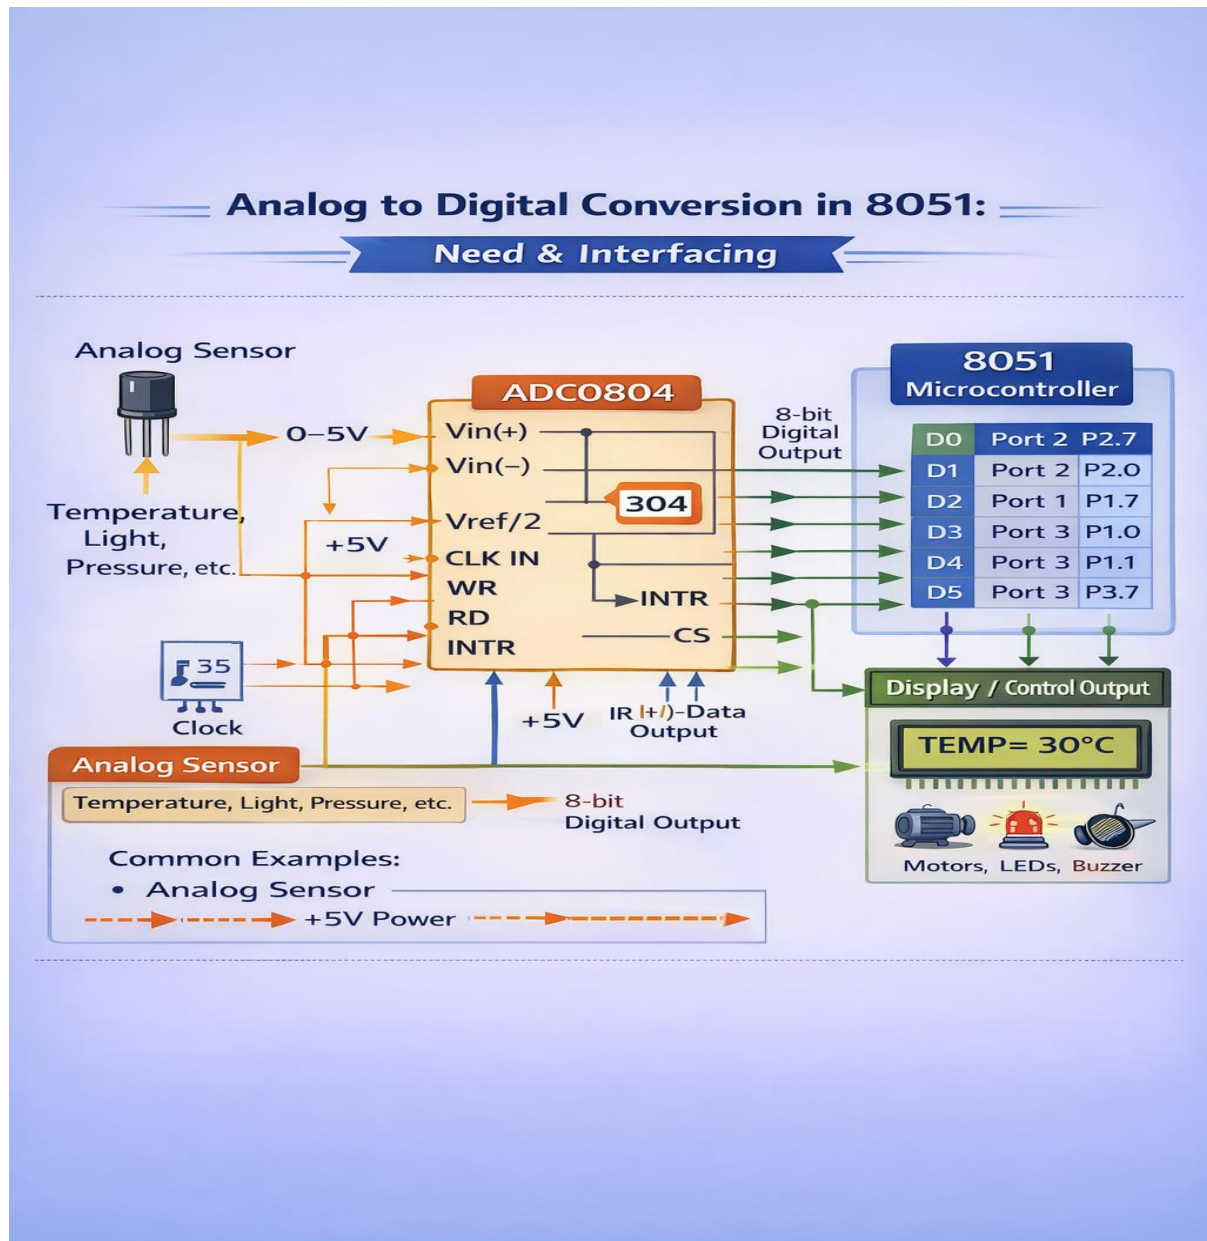 Analog to Digital Conversion in 8051:
Need & Interfacing
Analog Sensor
Temperature,
Light,
Pressure, etc.
0–5V
+5V
35
Clock
ADC0804
Vin(+)
Vin(−)
304
Vref/2
CLK IN
WR
RD
INTR
INTR
CS
+5V
IR (+/)-Data
Output
8-bit
Digital
Output
8051
Microcontroller
D0 Port 2 P2.7
D1 Port 2 P2.0
D2 Port 1 P1.7
D3 Port 3 P1.0
D4 Port 3 P1.1
D5 Port 3 P3.7
Display / Control Output
TEMP= 30°C
Motors, LEDs, Buzzer
Analog Sensor
Temperature, Light, Pressure, etc.
8-bit
Digital Output
Common Examples:
• Analog Sensor
+5V Power